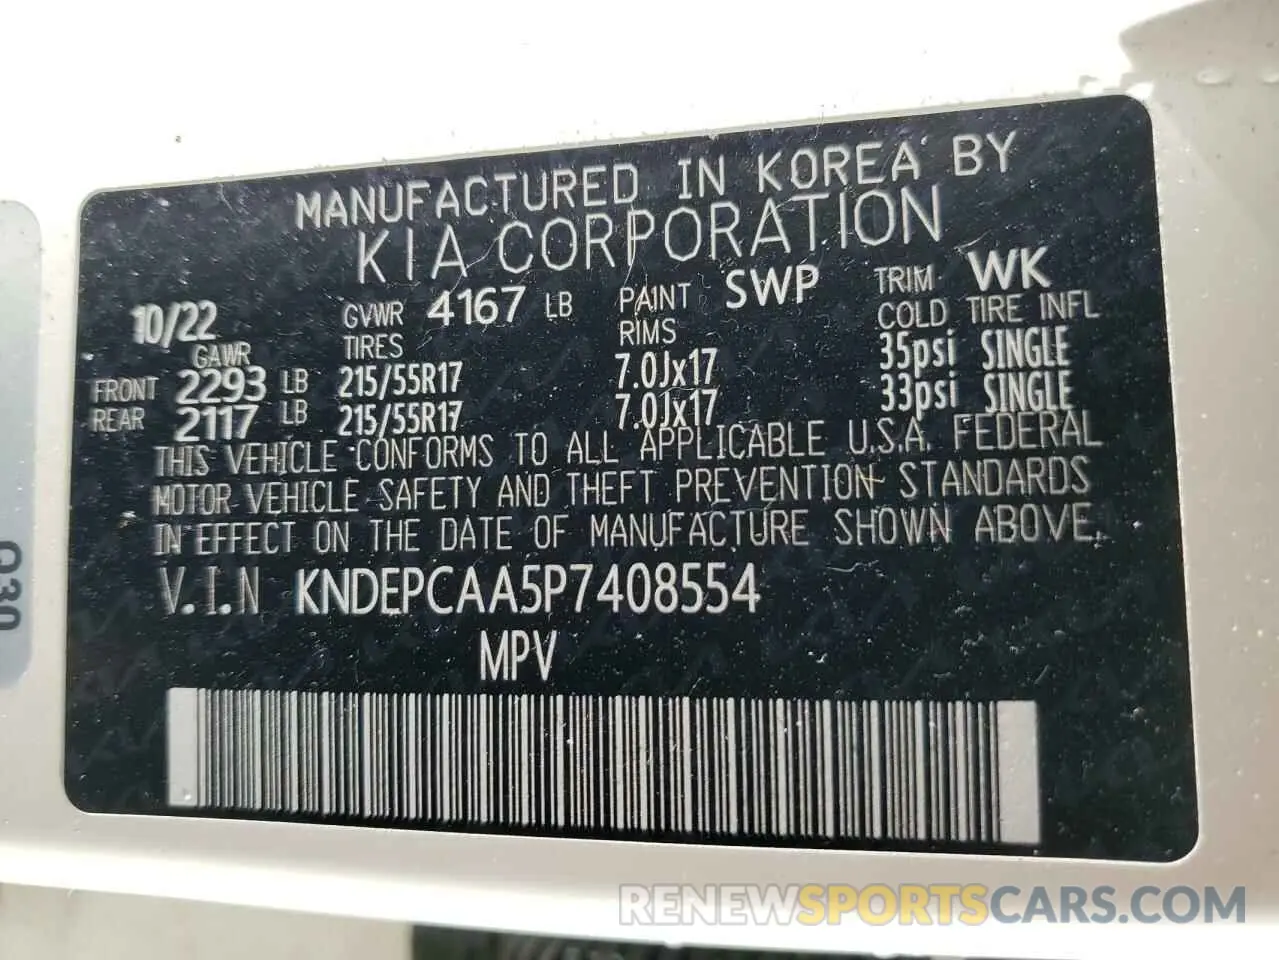 MANUFACTURED IN KOREA BY
KIA CORPORATION
10/22 GVWR 4167 LB PAINT SWP TRIM WK
GAWR TIRES RIMS COLD TIRE INFL
FRONT 2293 LB 215/55R17 7.0Jx17 35psi SINGLE
REAR 2117 LB 215/55R17 7.0Jx17 33psi SINGLE
THIS VEHICLE CONFORMS TO ALL APPLICABLE U.S.A. FEDERAL
MOTOR VEHICLE SAFETY AND THEFT PREVENTION STANDARDS
IN EFFECT ON THE DATE OF MANUFACTURE SHOWN ABOVE.
V.I.N KNDEPCAA5P7408554
MPV
RENEWSPORTSCARS.COM